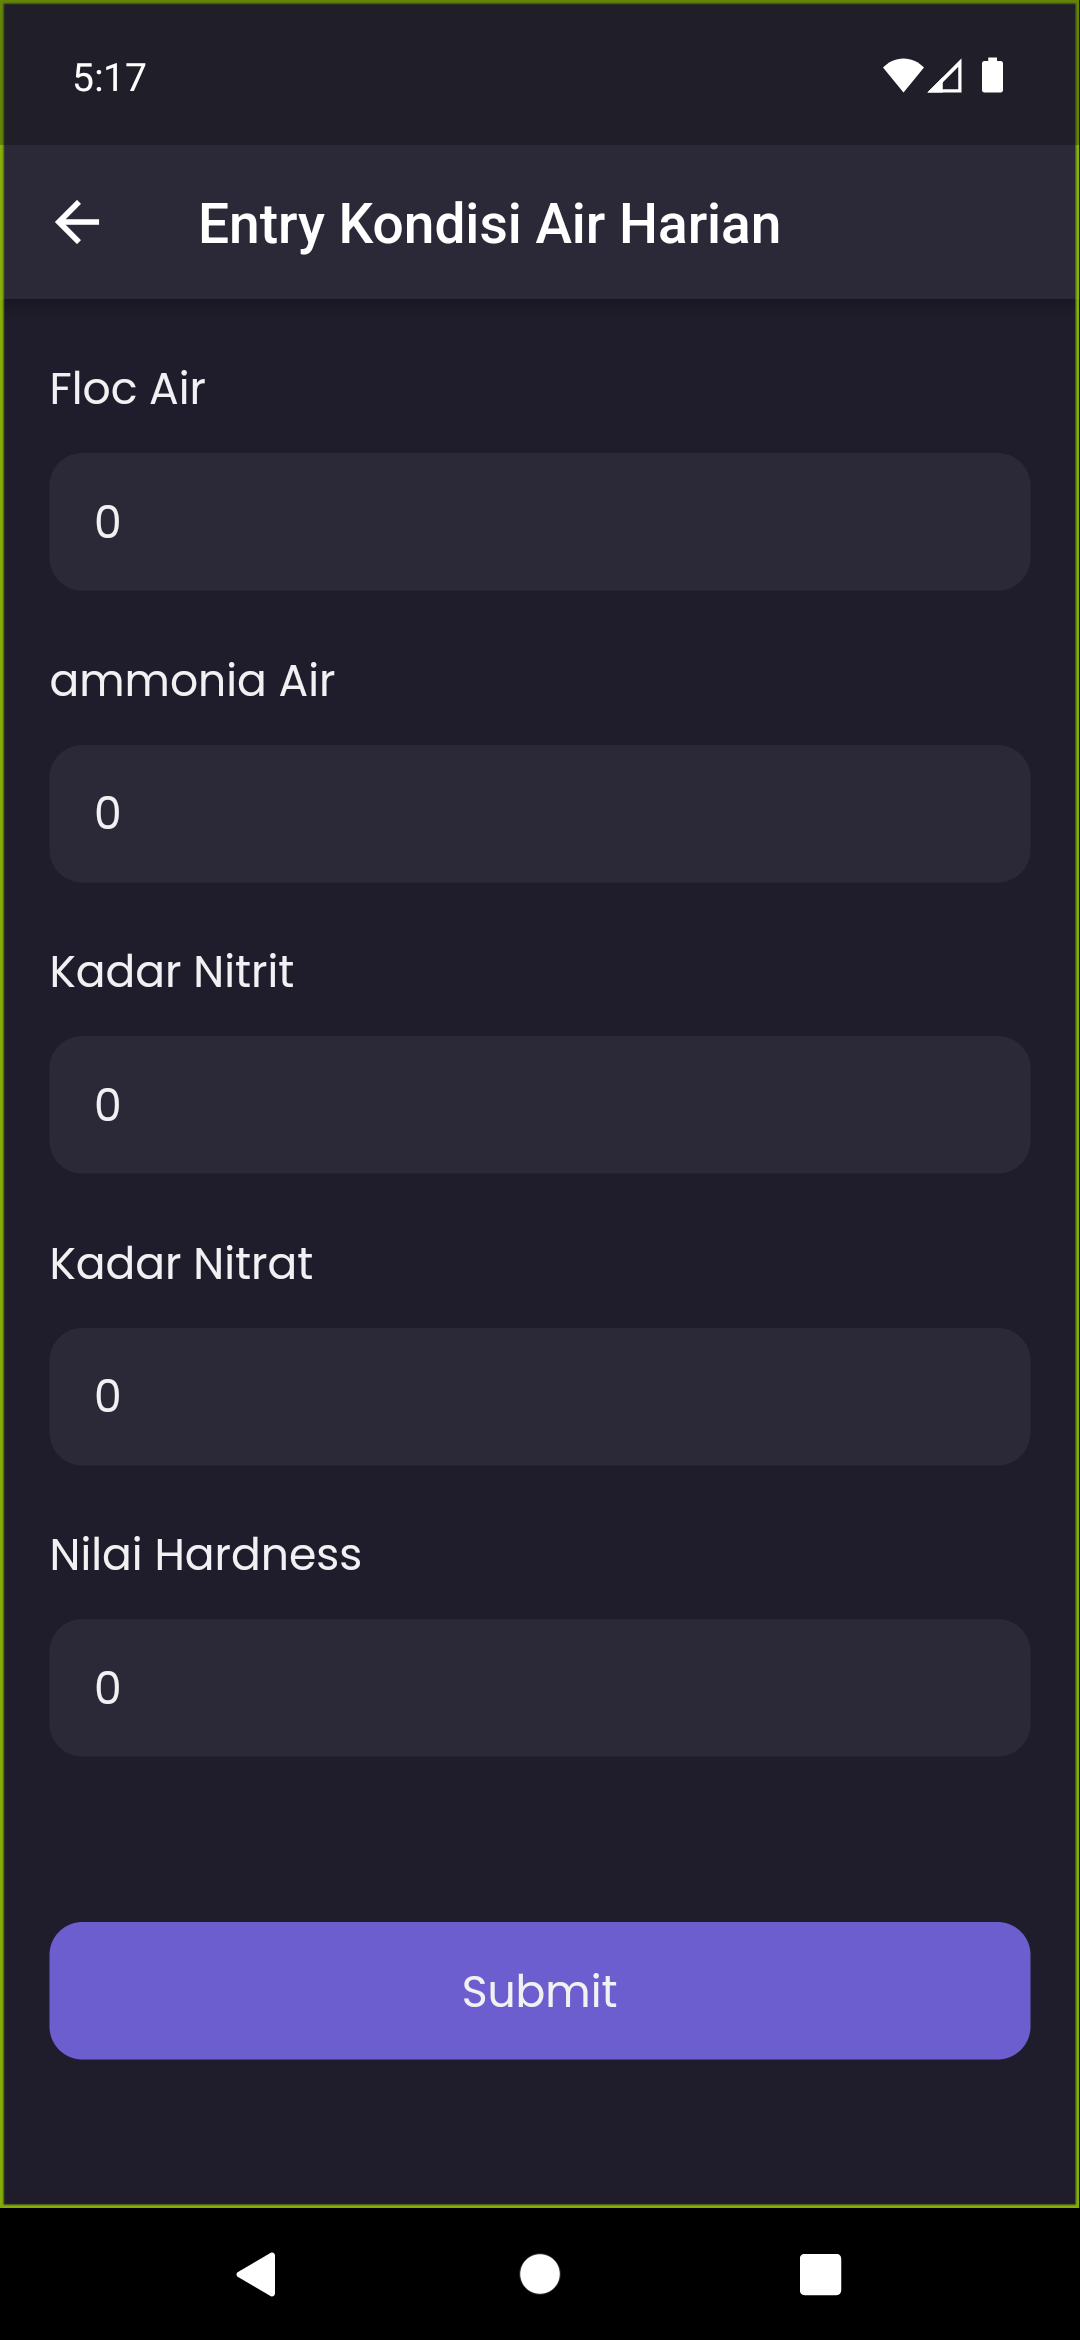 5:17
Entry Kondisi Air Harian
Floc Air
0
ammonia Air
0
Kadar Nitrit
0
Kadar Nitrat
0
Nilai Hardness
0
Submit